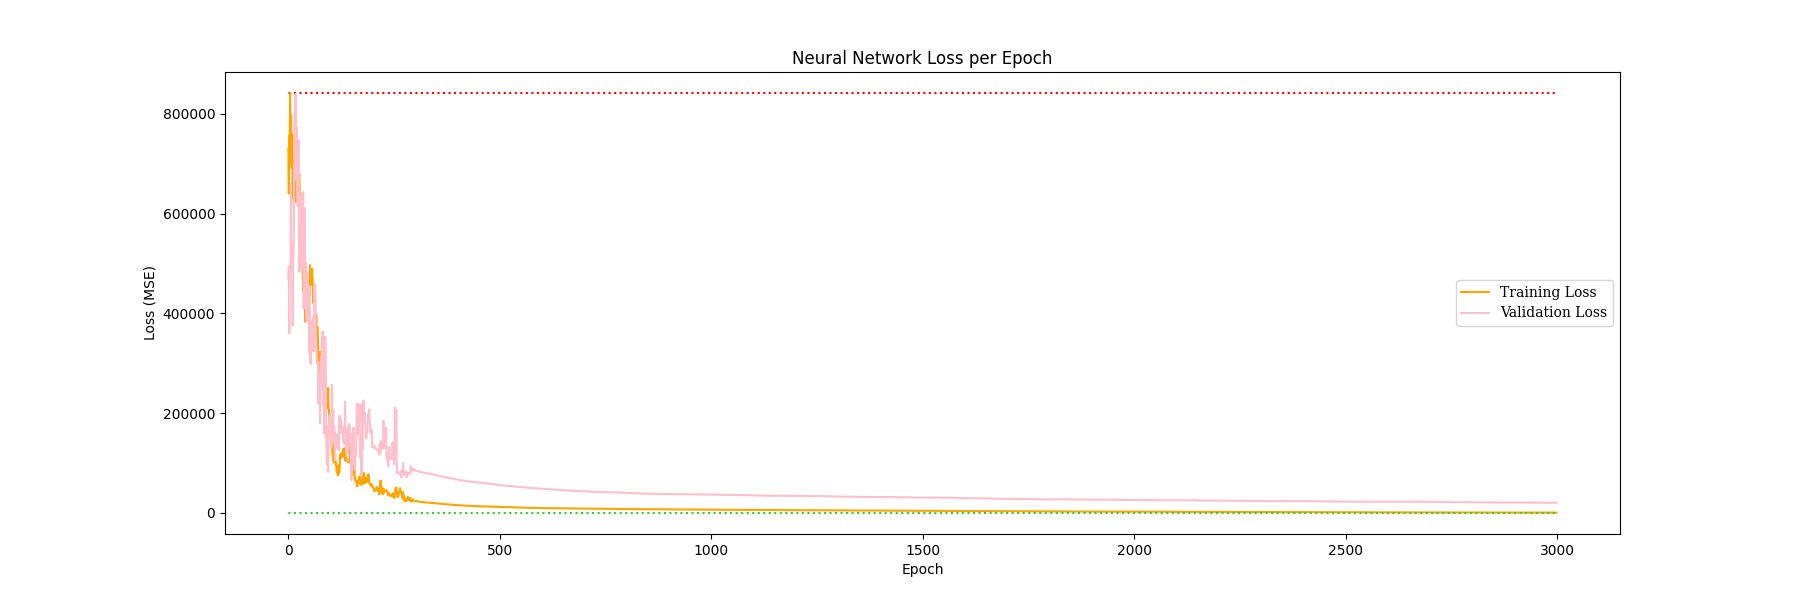 Neural Network Loss per Epoch
800000
600000
400000
200000
0
Loss (MSE)
Training Loss
Validation Loss
0
500
1000
1500
2000
2500
3000
Epoch